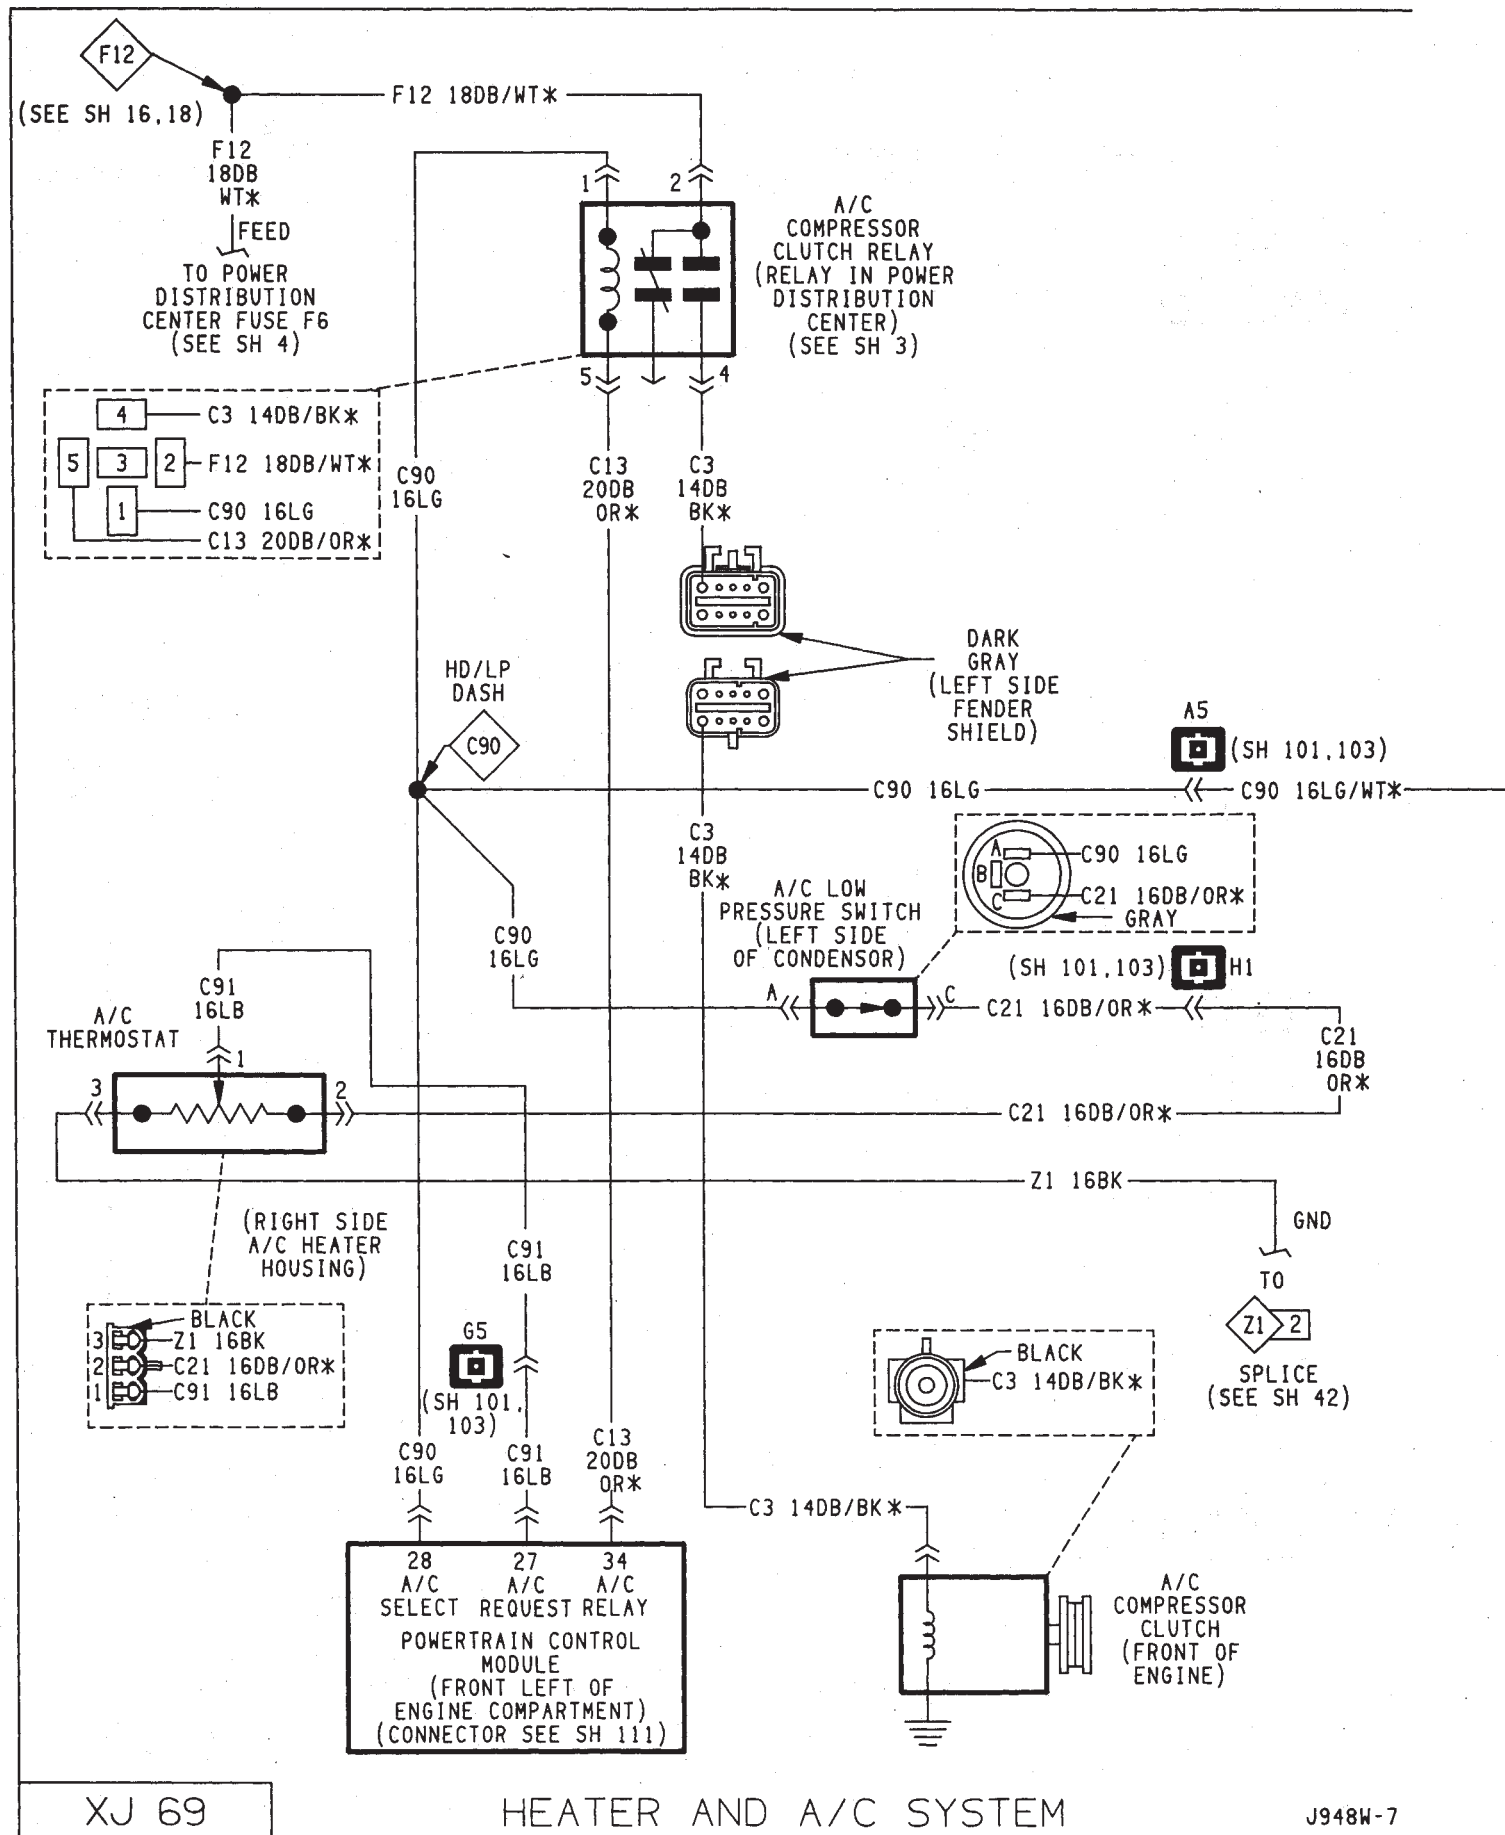 F12
(SEE SH 16,18)
F12 18DB/WT*
F12
18DB
WT*
FEED
TO POWER
DISTRIBUTION
CENTER FUSE F6
(SEE SH 4)
1
2
A/C
COMPRESSOR
CLUTCH RELAY
(RELAY IN POWER
DISTRIBUTION
CENTER)
(SEE SH 3)
5
4
4
C3 14DB/BK*
5
3
2
F12 18DB/WT*
1
C90 16LG
C13 20DB/OR*
C90
16LG
C13
20DB
OR*
C3
14DB
BK*
DARK
GRAY
(LEFT SIDE
FENDER
SHIELD)
HD/LP
DASH
C90
A5
(SH 101,103)
C90 16LG
C90 16LG/WT*
C3
14DB
BK*
A
B
C
C90 16LG
C21 16DB/OR*
GRAY
A/C LOW
PRESSURE SWITCH
(LEFT SIDE
OF CONDENSOR)
C90
16LG
(SH 101,103)
H1
A
C
C21 16DB/OR*
C21
16DB
OR*
C91
16LB
A/C
THERMOSTAT
1
3
2
C21 16DB/OR*
Z1 16BK
GND
TO
Z1
2
SPLICE
(SEE SH 42)
(RIGHT SIDE
A/C HEATER
HOUSING)
C91
16LB
BLACK
3
Z1 16BK
2
C21 16DB/OR*
1
C91 16LB
G5
(SH 101,
103)
BLACK
C3 14DB/BK*
C90
16LG
C91
16LB
C13
20DB
OR*
C3 14DB/BK*
28
27
34
A/C
SELECT
A/C
REQUEST
A/C
RELAY
POWERTRAIN CONTROL
MODULE
(FRONT LEFT OF
ENGINE COMPARTMENT)
(CONNECTOR SEE SH 111)
A/C
COMPRESSOR
CLUTCH
(FRONT OF
ENGINE)
XJ 69
HEATER AND A/C SYSTEM
J948W-7